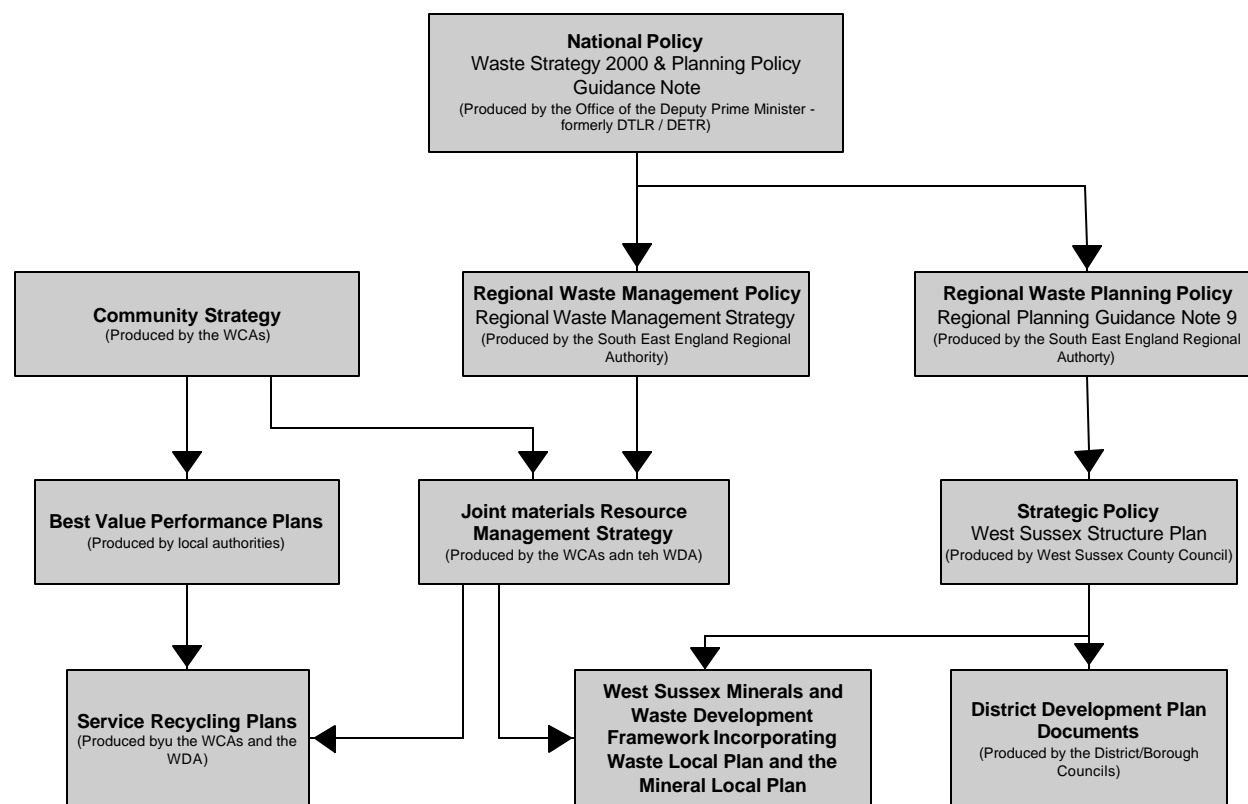 National Policy
Waste Strategy 2000 & Planning Policy
Guidance Note
(Produced by the Office of the Deputy Prime Minister -
formerly DTLR / DETR)
Community Strategy
(Produced by the WCAs)
Regional Waste Management Policy
Regional Waste Management Strategy
(Produced by the South East England Regional
Authority)
Regional Waste Planning Policy
Regional Planning Guidance Note 9
(Produced by the South East England Regional
Authorty)
Best Value Performance Plans
(Produced by local authorities)
Joint materials Resource
Management Strategy
(Produced by the WCAs adn teh WDA)
Strategic Policy
West Sussex Structure Plan
(Produced by West Sussex County Council)
Service Recycling Plans
(Produced byu the WCAs and the
WDA)
West Sussex Minerals and
Waste Development
Framework Incorporating
Waste Local Plan and the
Mineral Local Plan
District Development Plan
Documents
(Produced by the District/Borough
Councils)